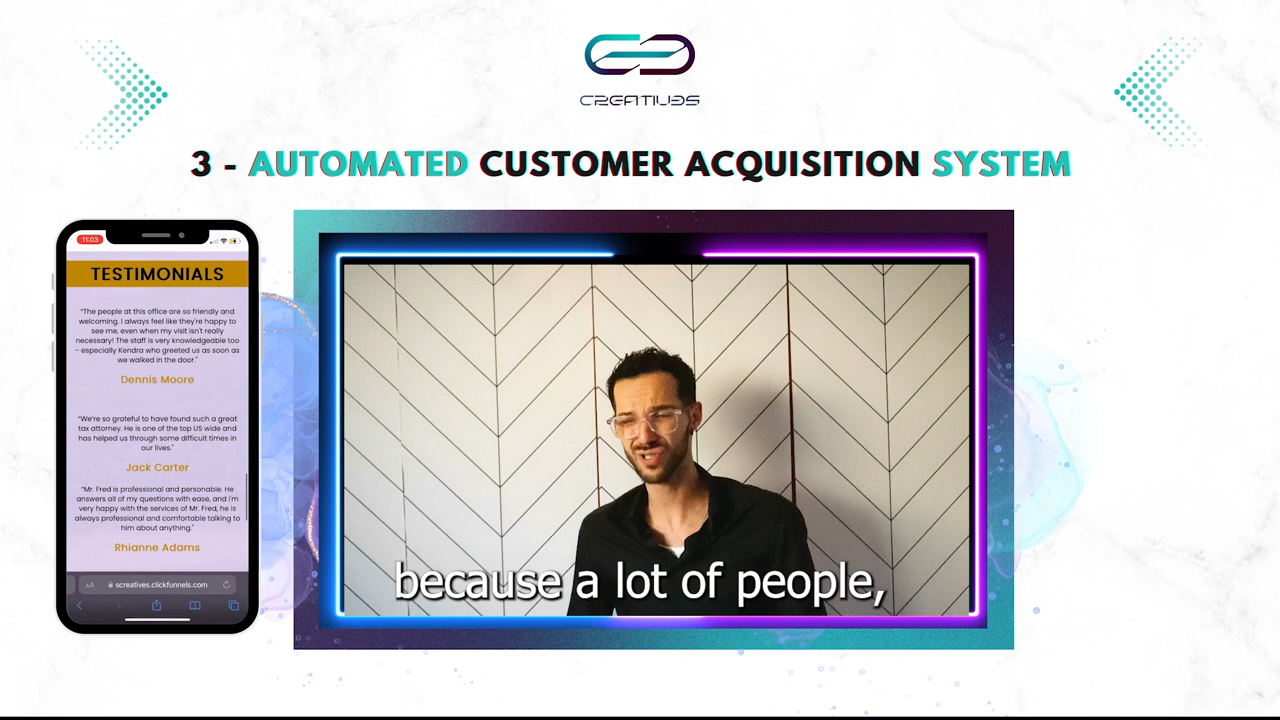 CREATIVES
3 - AUTOMATED CUSTOMER ACQUISITION SYSTEM
11:03
TESTIMONIALS
"The people at this office are so friendly and
welcoming. I always feel like they're happy to
see me, even when my visit isn't really
necessary! The staff is very knowledgeable too
- especially Kendra who greeted us as soon as
we walked in the door."
Dennis Moore
"We're so grateful to have found such a great
tax attorney. He is one of the top US wide and
has helped us through some difficult times in
our lives."
Jack Carter
"Mr. Fred is professional and personable. He
answers all of my questions with ease, and i'm
very happy with the services of Mr. Fred, he is
always professional and comfortable talking to
him about anything."
Rhianne Adams
AA screatives.clickfunnels.com
because a lot of people,